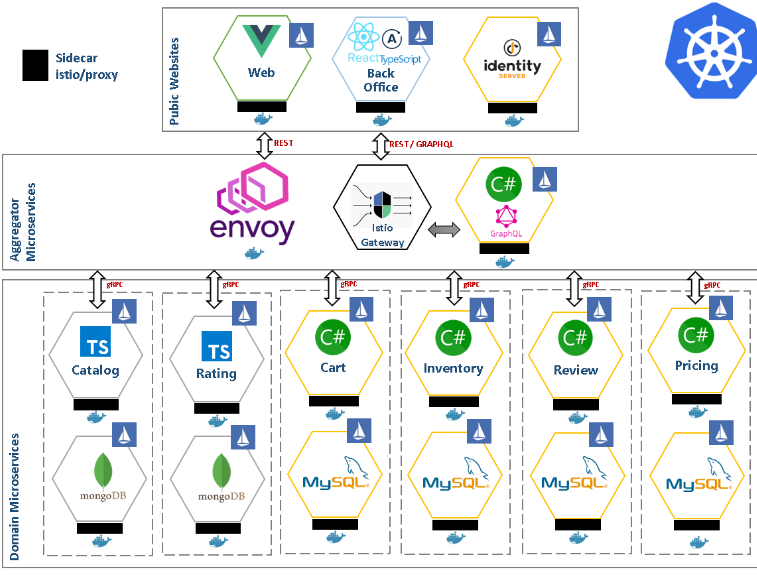 Sidecar
istio/proxy
Pubic Websites
Web
React
TypeScript
Back
Office
identity
SERVER
REST
REST / GRAPHQL
Aggregator
Microservices
envoy
Istio
Gateway
C#
GraphQL
gRPC
gRPC
gRPC
gRPC
gRPC
gRPC
Domain Microservices
TS
Catalog
TS
Rating
C#
Cart
C#
Inventory
C#
Review
C#
Pricing
mongoDB
mongoDB
MySQL®
MySQL®
MySQL®
MySQL®